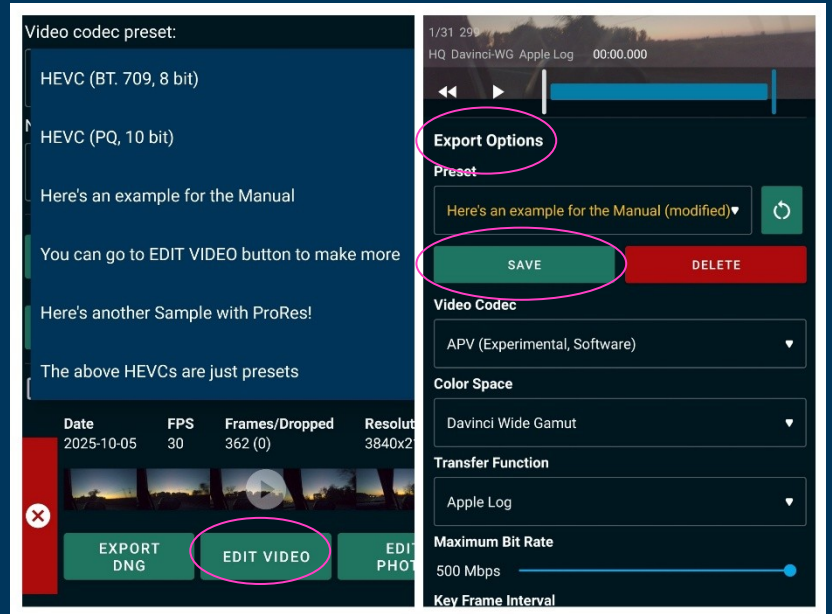 Video codec preset:
HEVC (BT. 709, 8 bit)
HEVC (PQ, 10 bit)
Here's an example for the Manual
You can go to EDIT VIDEO button to make more
Here's another Sample with ProRes!
The above HEVCs are just presets
Date FPS Frames/Dropped Resolut
2025-10-05 30 362 (0) 3840x2
EXPORT
DNG
EDIT VIDEO
EDIT
PHOT
1/31 299
HQ Davinci-WG Apple Log 00:00.000
Export Options
Preset
Here's an example for the Manual (modified)
SAVE
DELETE
Video Codec
APV (Experimental, Software)
Color Space
Davinci Wide Gamut
Transfer Function
Apple Log
Maximum Bit Rate
500 Mbps
Key Frame Interval